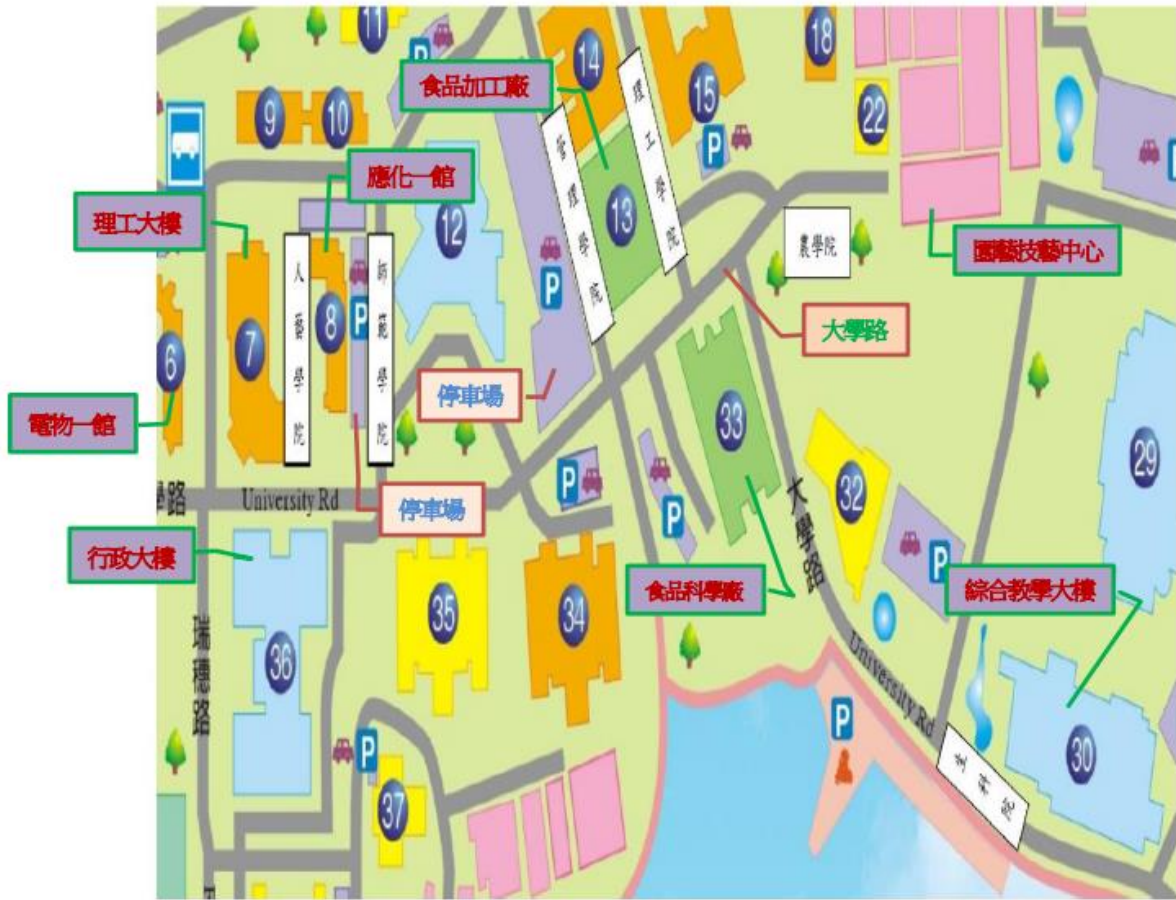 11
14
18
食品加工廠
15
9
10
22
P
管理學院
理工學院
P
應化一館
13
P
理工大樓
12
農學院
園藝技藝中心
人藝學院
師範學院
8
P
P
7
大學路
6
停車場
電物一館
33
29
32
P
University Rd
停車場
P
大學路
學路
行政大樓
P
食品科學廠
綜合教學大樓
35
34
瑞穗路
36
University Rd
P
P
30
生科院
37